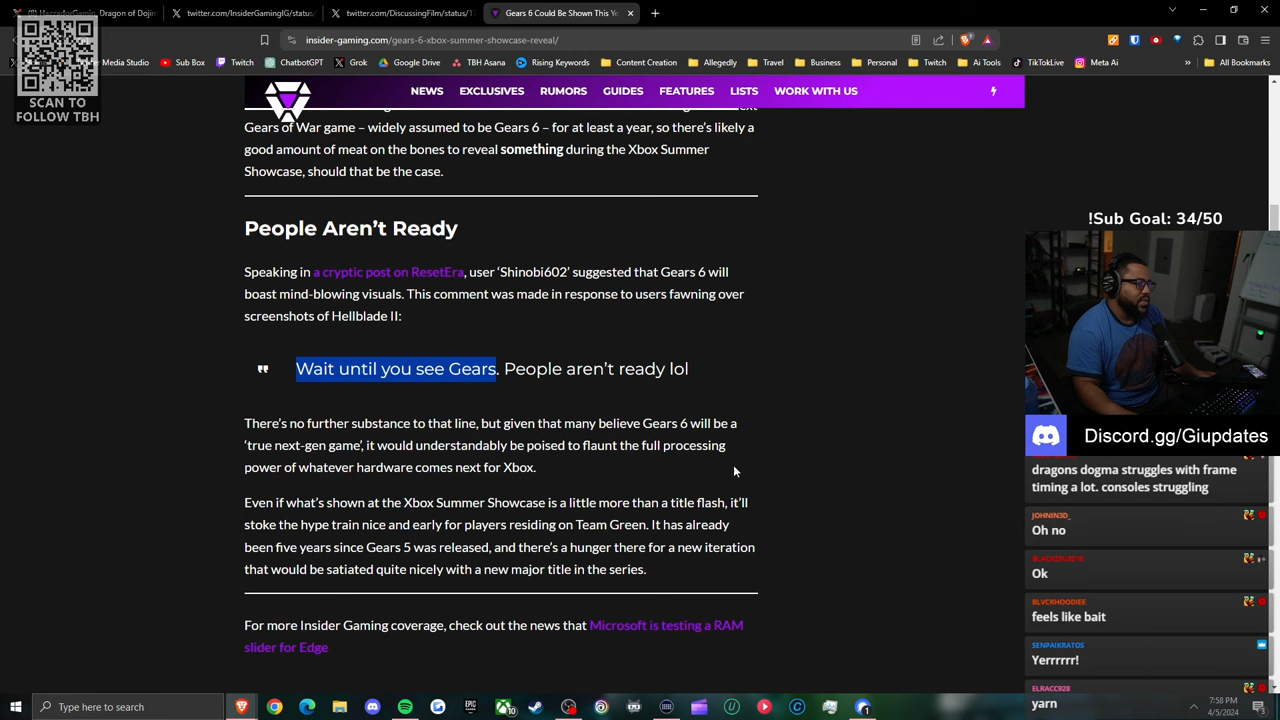 twitter.com/InsiderGamingIG/status/
twitter.com/DiscussingFilm/status/1
Gears 6 Could Be Shown This Ye
insider-gaming.com/gears-6-xbox-summer-showcase-reveal/
Media Studio
Sub Box
Twitch
ChatbotGPT
Grok
Google Drive
TBH Asana
Rising Keywords
Content Creation
Allegedly
Travel
Business
Personal
Twitch
Ai Tools
TikTokLive
Meta Ai
»
All Bookmarks
SCAN TO
FOLLOW TBH
NEWS
EXCLUSIVES
RUMORS
GUIDES
FEATURES
LISTS
WORK WITH US
Gears of War game – widely assumed to be Gears 6 – for at least a year, so there’s likely a
good amount of meat on the bones to reveal something during the Xbox Summer
Showcase, should that be the case.
People Aren’t Ready
Speaking in a cryptic post on ResetEra, user ‘Shinobi602’ suggested that Gears 6 will
boast mind-blowing visuals. This comment was made in response to users fawning over
screenshots of Hellblade II:
Wait until you see Gears. People aren’t ready lol
There’s no further substance to that line, but given that many believe Gears 6 will be a
‘true next-gen game’, it would understandably be poised to flaunt the full processing
power of whatever hardware comes next for Xbox.
Even if what’s shown at the Xbox Summer Showcase is a little more than a title flash, it’ll
stoke the hype train nice and early for players residing on Team Green. It has already
been five years since Gears 5 was released, and there’s a hunger there for a new iteration
that would be satiated quite nicely with a new major title in the series.
For more Insider Gaming coverage, check out the news that Microsoft is testing a RAM
slider for Edge
!Sub Goal: 34/50
Discord.gg/Giupdates
dragons dogma struggles with frame
timing a lot. consoles struggling
JOHNIN3D_
Oh no
Ok
BLVCKHOODIEE
feels like bait
SENPAIKRATOS
Yerrrrrr!
ELRACC928
yarn
Type here to search
7:58 PM
4/5/2024